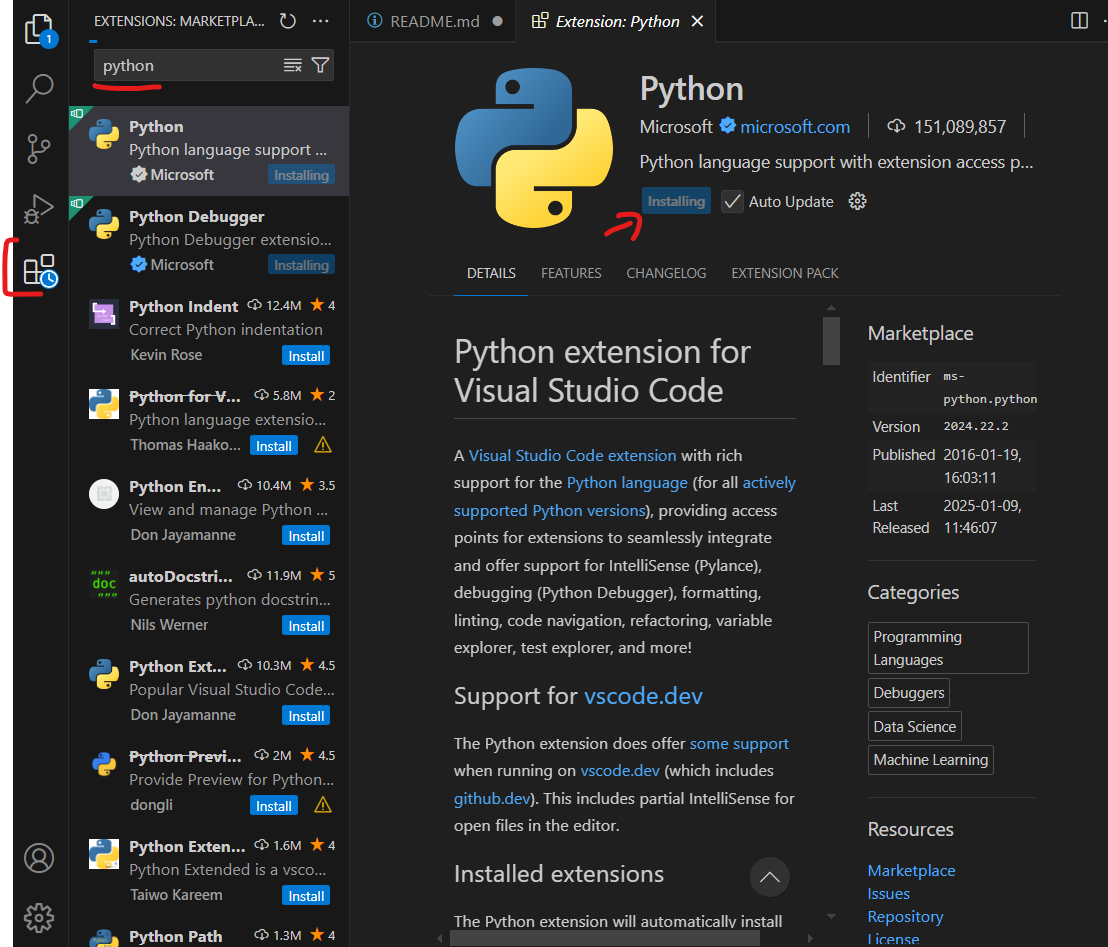 EXTENSIONS: MARKETPLA...
python
1
Python
Python language support ...
Microsoft Installing
Python Debugger
Python Debugger extensio...
Microsoft Installing
Python Indent 12.4M 4
Correct Python indentation
Kevin Rose Install
Python for V... 5.8M 2
Python language extensio...
Thomas Haako... Install
Python En... 10.4M 3.5
View and manage Python ...
Don Jayamanne Install
"""
doc
"""
autoDocstri... 11.9M 5
Generates python docstrin...
Nils Werner Install
Python Ext... 10.3M 4.5
Popular Visual Studio Code...
Don Jayamanne Install
Python Previ... 2M 4.5
Provide Preview for Python...
dongli Install
Python Exten... 1.6M 4
Python Extended is a vsco...
Taiwo Kareem Install
Python Path 1.3M 4
README.md
Extension: Python
Python
Microsoft microsoft.com 151,089,857
Python language support with extension access p...
Installing Auto Update
DETAILS FEATURES CHANGELOG EXTENSION PACK
Python extension for
Visual Studio Code
A Visual Studio Code extension with rich
support for the Python language (for all actively
supported Python versions), providing access
points for extensions to seamlessly integrate
and offer support for IntelliSense (Pylance),
debugging (Python Debugger), formatting,
linting, code navigation, refactoring, variable
explorer, test explorer, and more!
Support for vscode.dev
The Python extension does offer some support
when running on vscode.dev (which includes
github.dev). This includes partial IntelliSense for
open files in the editor.
Installed extensions
The Python extension will automatically install
Marketplace
Identifier ms-
python.python
Version 2024.22.2
Published 2016-01-19,
16:03:11
Last 2025-01-09,
Released 11:46:07
Categories
Programming
Languages
Debuggers
Data Science
Machine Learning
Resources
Marketplace
Issues
Repository
License